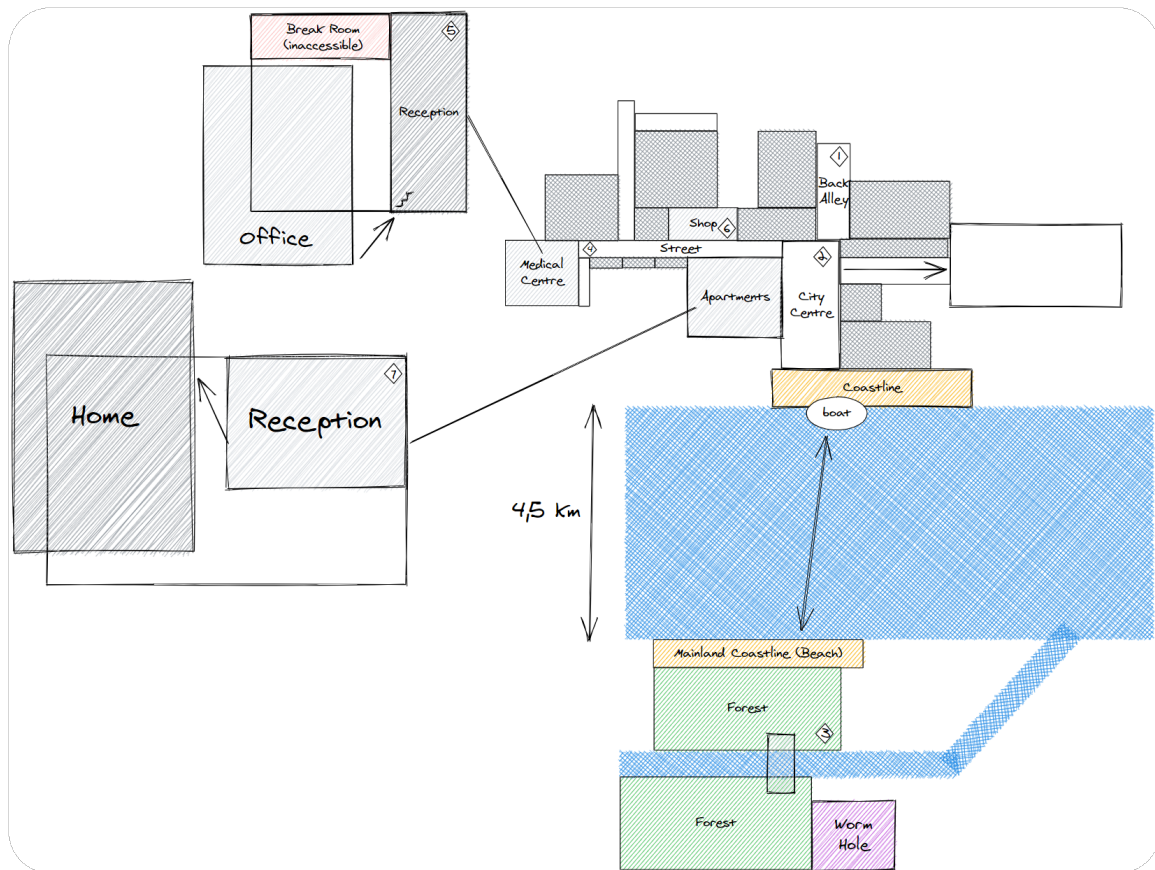 Break Room
(inaccessible)
5
Reception
office
1
Back
Alley
Shop
6
4
Street
2
Medical
Centre
Apartments
City
Centre
Coastline
boat
7
Home
Reception
4,5 km
Mainland Coastline (Beach)
Forest
3
Forest
Worm
Hole